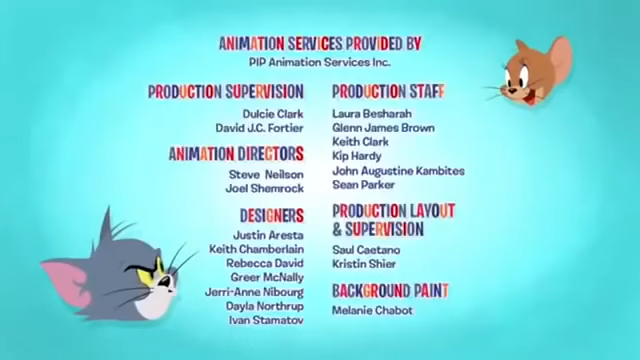 ANIMATION SERVICES PROVIDED BY
PIP Animation Services Inc.
PRODUCTION SUPERVISION
Dulcie Clark
David J.C. Fortier
ANIMATION DIRECTORS
Steve Neilson
Joel Shemrock
DESIGNERS
Justin Aresta
Keith Chamberlain
Rebecca David
Greer McNally
Jerri-Anne Nibourg
Dayla Northrup
Ivan Stamatov
PRODUCTION STAFF
Laura Besharah
Glenn James Brown
Keith Clark
Kip Hardy
John Augustine Kambites
Sean Parker
PRODUCTION LAYOUT
& SUPERVISION
Saul Caetano
Kristin Shier
BACKGROUND PAINT
Melanie Chabot